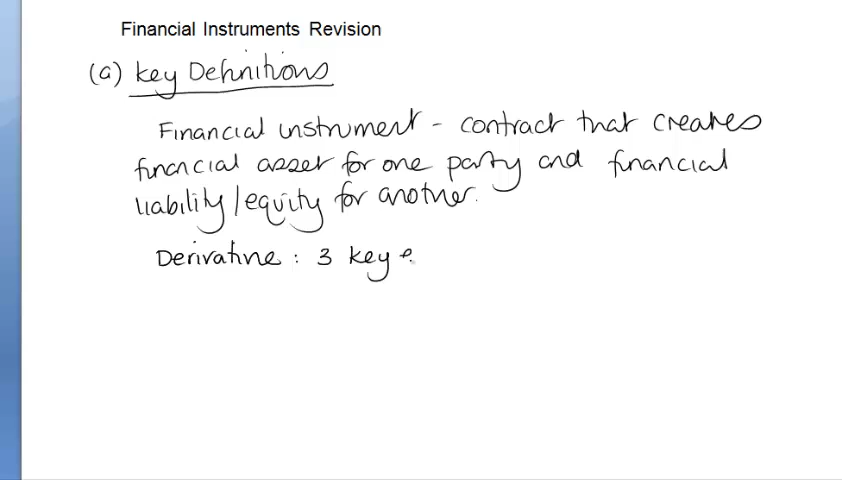 Financial Instruments Revision
(a) Key Definitions
Financial instrument - contract that creates
financial asset for one party and financial
liability/equity for another.
Derivative : 3 key e